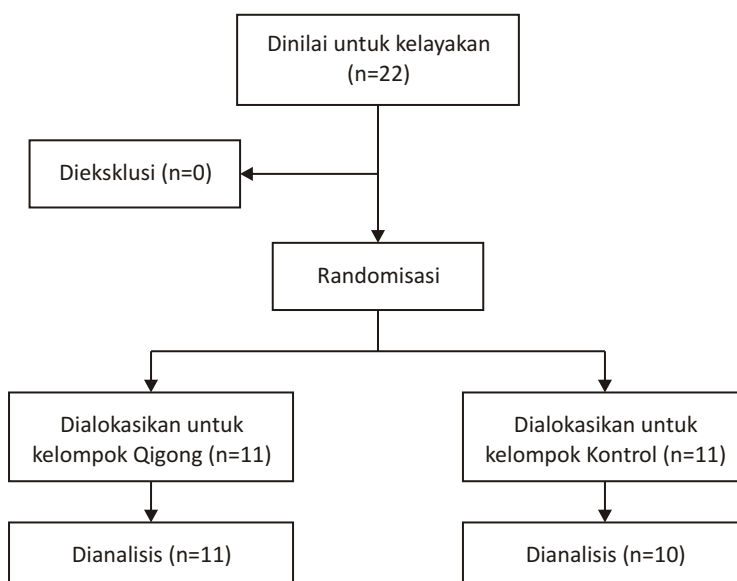 Dinilai untuk kelayakan
(n=22)
Dieksklusi (n=0)
Randomisasi
Dialokasikan untuk
kelompok Qigong (n=11)
Dialokasikan untuk
kelompok Kontrol (n=11)
Dianalisis (n=11)
Dianalisis (n=10)